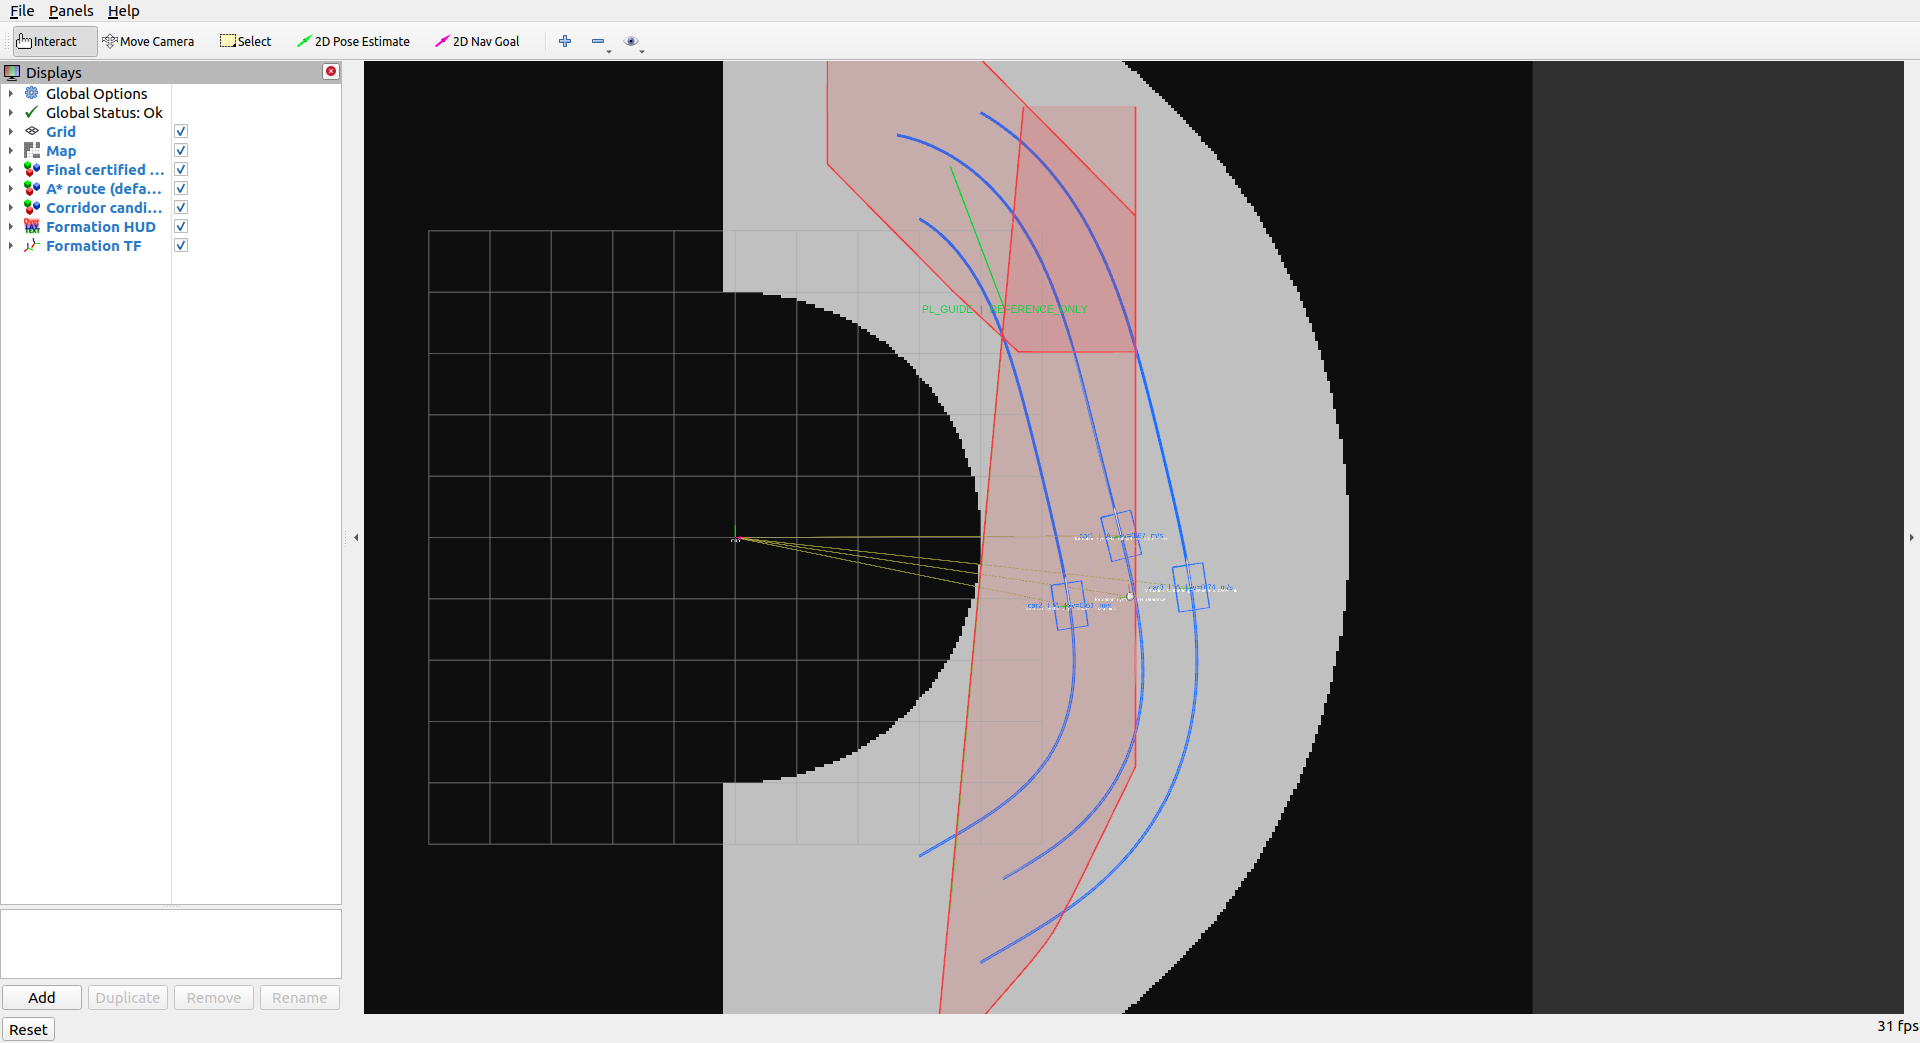 File Panels Help
Interact Move Camera Select 2D Pose Estimate 2D Nav Goal
Displays
Global Options
Global Status: Ok
Grid
Map
Final certified ...
A* route (defa...
Corridor candi...
Formation HUD
Formation TF
PL_GUIDE | REFERENCE_ONLY
Add Duplicate Remove Rename
Reset
31 fps